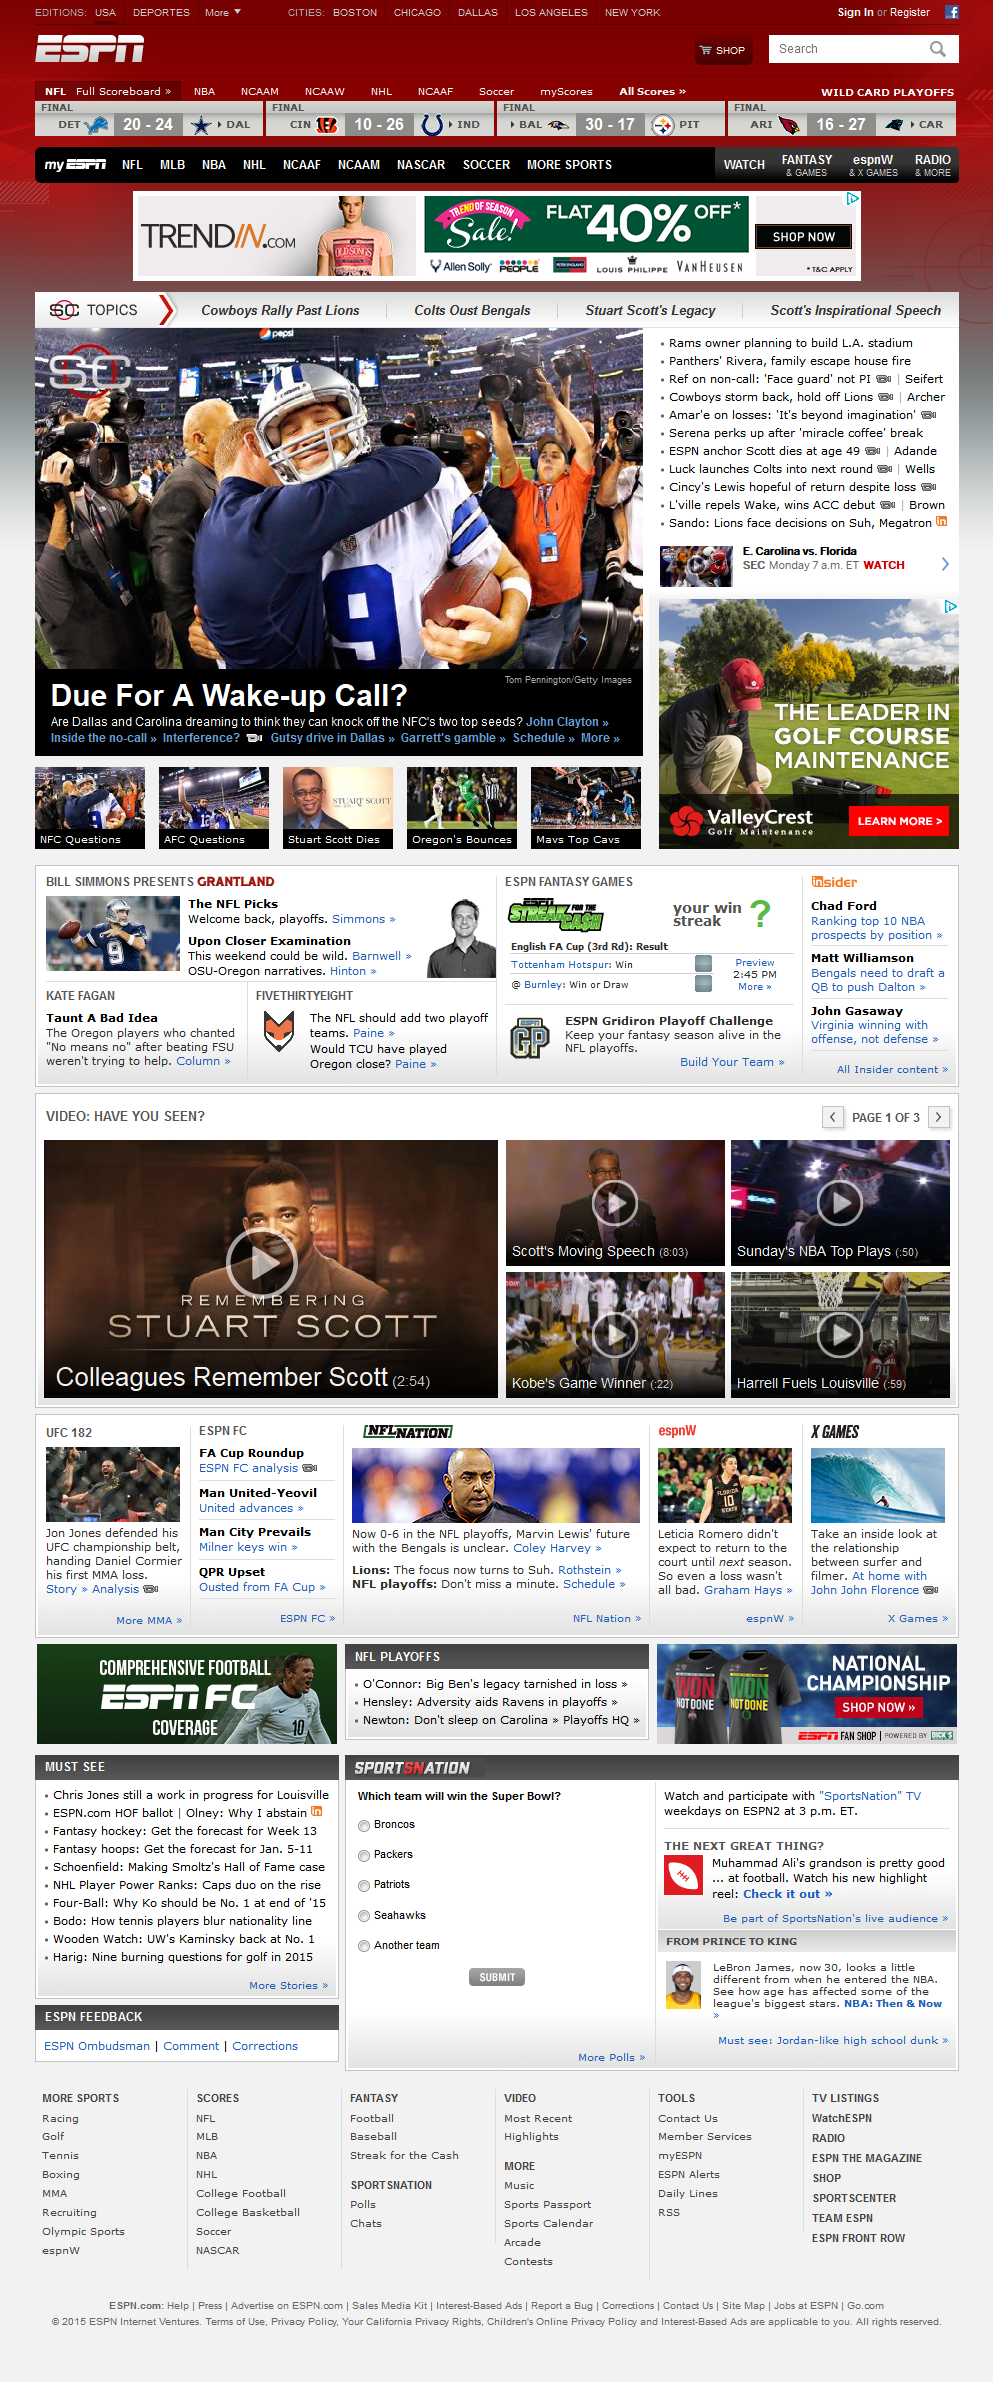 EDITIONS: USA DEPORTES More CITIES: BOSTON CHICAGO DALLAS LOS ANGELES NEW YORK Sign In or Register
ESPN SHOP Search
NFL Full Scoreboard » NBA NCAAM NCAAW NHL NCAAF Soccer myScores All Scores » WILD CARD PLAYOFFS
FINAL FINAL FINAL FINAL
DET 20 - 24 DAL CIN 10 - 26 IND BAL 30 - 17 PIT ARI 16 - 27 CAR
myESPN NFL MLB NBA NHL NCAAF NCAAM NASCAR SOCCER MORE SPORTS WATCH FANTASY & GAMES espnW & X GAMES RADIO & MORE
TRENDIN.COM
TREND END OF SEASON
Sale!
FLAT 40% OFF*
Allen Solly PEOPLE PETER ENGLAND LOUIS PHILIPPE VAN HEUSEN
SHOP NOW
* T&C APPLY
SC TOPICS Cowboys Rally Past Lions Colts Oust Bengals Stuart Scott's Legacy Scott's Inspirational Speech
pepsi
SC
9
Tom Pennington/Getty Images
Due For A Wake-up Call?
Are Dallas and Carolina dreaming to think they can knock off the NFC's two top seeds? John Clayton »
Inside the no-call » Interference? Gutsy drive in Dallas » Garrett's gamble » Schedule » More »
NFC Questions
AFC Questions
STUART SCOTT
Stuart Scott Dies
Oregon's Bounces
Mavs Top Cavs
Rams owner planning to build L.A. stadium
Panthers' Rivera, family escape house fire
Ref on non-call: 'Face guard' not PI | Seifert
Cowboys storm back, hold off Lions | Archer
Amar'e on losses: 'It's beyond imagination'
Serena perks up after 'miracle coffee' break
ESPN anchor Scott dies at age 49 | Adande
Luck launches Colts into next round | Wells
Cincy's Lewis hopeful of return despite loss
L'ville repels Wake, wins ACC debut | Brown
Sando: Lions face decisions on Suh, Megatron in
E. Carolina vs. Florida
SEC Monday 7 a.m. ET WATCH
THE LEADER IN
GOLF COURSE
MAINTENANCE
ValleyCrest
Golf Maintenance
LEARN MORE >
BILL SIMMONS PRESENTS GRANTLAND
The NFL Picks
Welcome back, playoffs. Simmons »
Upon Closer Examination
This weekend could be wild. Barnwell »
OSU-Oregon narratives. Hinton »
KATE FAGAN
Taunt A Bad Idea
The Oregon players who chanted
"No means no" after beating FSU
weren't trying to help. Column »
FIVETHIRTYEIGHT
The NFL should add two playoff
teams. Paine »
Would TCU have played
Oregon close? Paine »
ESPN FANTASY GAMES
ESPN STREAK FOR THE CASH
your win
streak ?
English FA Cup (3rd Rd): Result
Tottenham Hotspur: Win
@ Burnley: Win or Draw
Preview
2:45 PM
More »
GP
ESPN Gridiron Playoff Challenge
Keep your fantasy season alive in the
NFL playoffs.
Build Your Team »
insider
Chad Ford
Ranking top 10 NBA
prospects by position »
Matt Williamson
Bengals need to draft a
QB to push Dalton »
John Gasaway
Virginia winning with
offense, not defense »
All Insider content »
VIDEO: HAVE YOU SEEN? < PAGE 1 OF 3 >
REMEMBERING
STUART SCOTT
Colleagues Remember Scott (2:54)
Scott's Moving Speech (8:03)
Sunday's NBA Top Plays (:50)
Kobe's Game Winner (:22)
Harrell Fuels Louisville (:59)
UFC 182
Jon Jones defended his
UFC championship belt,
handing Daniel Cormier
his first MMA loss.
Story » Analysis
More MMA »
ESPN FC
FA Cup Roundup
ESPN FC analysis
Man United-Yeovil
United advances »
Man City Prevails
Milner keys win »
QPR Upset
Ousted from FA Cup »
ESPN FC »
NFL NATION
Now 0-6 in the NFL playoffs, Marvin Lewis' future
with the Bengals is unclear. Coley Harvey »
Lions: The focus now turns to Suh. Rothstein »
NFL playoffs: Don't miss a minute. Schedule »
NFL Nation »
espnW
FLORIDA STATE 10
Leticia Romero didn't
expect to return to the
court until next season.
So even a loss wasn't
all bad. Graham Hays »
espnW »
X GAMES
Take an inside look at
the relationship
between surfer and
filmer. At home with
John John Florence
X Games »
COMPREHENSIVE FOOTBALL
ESPN FC
COVERAGE
10
NFL PLAYOFFS
O'Connor: Big Ben's legacy tarnished in loss »
Hensley: Adversity aids Ravens in playoffs »
Newton: Don't sleep on Carolina » Playoffs HQ »
WON NOT DONE WON NOT DONE
NATIONAL
CHAMPIONSHIP
SHOP NOW »
ESPN FAN SHOP | POWERED BY DICK'S
MUST SEE
Chris Jones still a work in progress for Louisville
ESPN.com HOF ballot | Olney: Why I abstain in
Fantasy hockey: Get the forecast for Week 13
Fantasy hoops: Get the forecast for Jan. 5-11
Schoenfield: Making Smoltz's Hall of Fame case
NHL Player Power Ranks: Caps duo on the rise
Four-Ball: Why Ko should be No. 1 at end of '15
Bodo: How tennis players blur nationality line
Wooden Watch: UW's Kaminsky back at No. 1
Harig: Nine burning questions for golf in 2015
More Stories »
ESPN FEEDBACK
ESPN Ombudsman | Comment | Corrections
SPORTSNATION
Which team will win the Super Bowl?
Broncos
Packers
Patriots
Seahawks
Another team
SUBMIT
More Polls »
Watch and participate with "SportsNation" TV
weekdays on ESPN2 at 3 p.m. ET.
THE NEXT GREAT THING?
Muhammad Ali's grandson is pretty good
... at football. Watch his new highlight
reel: Check it out »
Be part of SportsNation's live audience »
FROM PRINCE TO KING
LeBron James, now 30, looks a little
different from when he entered the NBA.
See how age has affected some of the
league's biggest stars. NBA: Then & Now
»
Must see: Jordan-like high school dunk »
MORE SPORTS
Racing
Golf
Tennis
Boxing
MMA
Recruiting
Olympic Sports
espnW
SCORES
NFL
MLB
NBA
NHL
College Football
College Basketball
Soccer
NASCAR
FANTASY
Football
Baseball
Streak for the Cash
SPORTSNATION
Polls
Chats
VIDEO
Most Recent
Highlights
MORE
Music
Sports Passport
Sports Calendar
Arcade
Contests
TOOLS
Contact Us
Member Services
myESPN
ESPN Alerts
Daily Lines
RSS
TV LISTINGS
WatchESPN
RADIO
ESPN THE MAGAZINE
SHOP
SPORTSCENTER
TEAM ESPN
ESPN FRONT ROW
ESPN.com: Help | Press | Advertise on ESPN.com | Sales Media Kit | Interest-Based Ads | Report a Bug | Corrections | Contact Us | Site Map | Jobs at ESPN | Go.com
© 2015 ESPN Internet Ventures. Terms of Use, Privacy Policy, Your California Privacy Rights, Children's Online Privacy Policy and Interest-Based Ads are applicable to you. All rights reserved.